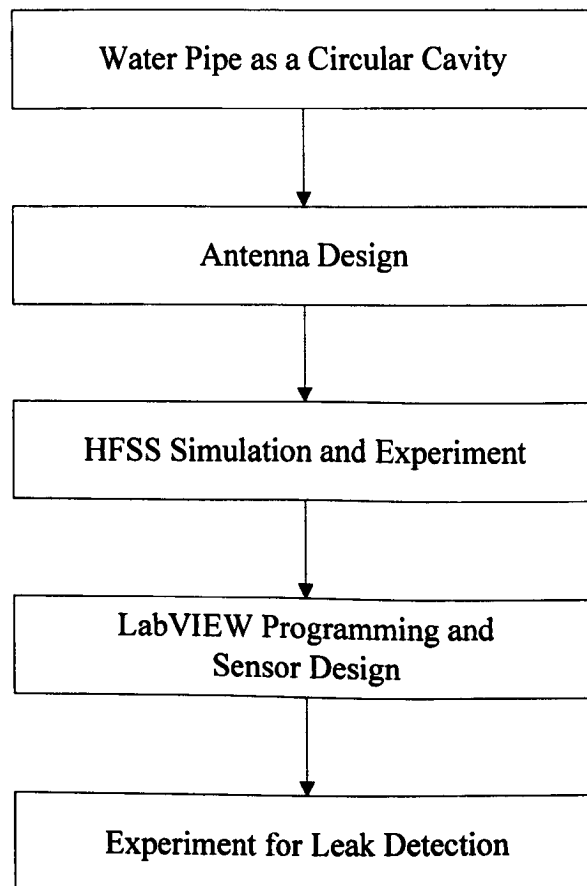 Water Pipe as a Circular Cavity
Antenna Design
HFSS Simulation and Experiment
LabVIEW Programming and
Sensor Design
Experiment for Leak Detection